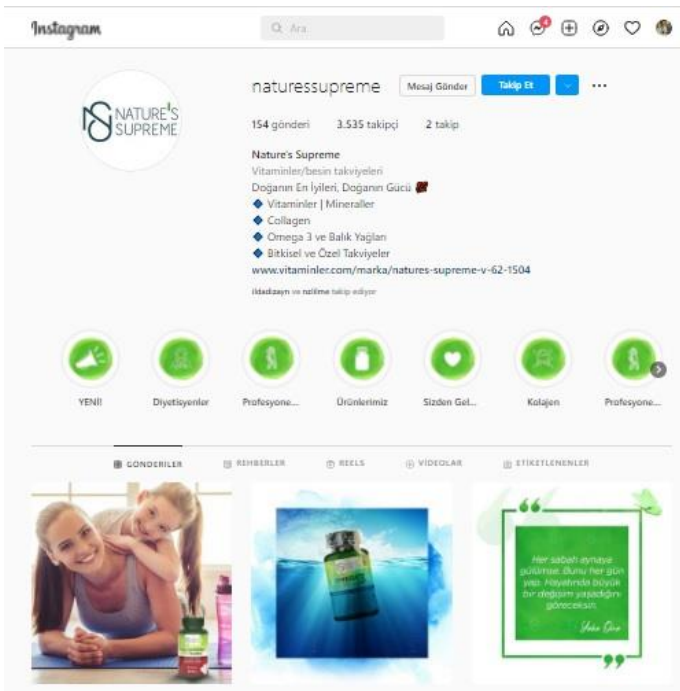 Instagram
Ara
4
NATURE'S
SUPREME
naturessupreme
Mesaj Gönder
Takip Et
154 gönderi 3.535 takipçi 2 takip
Nature's Supreme
Vitaminler/besin takviyeleri
Doğanın En İyileri, Doğanın Gücü
Vitaminler | Mineraller
Collagen
Omega 3 ve Balık Yağları
Bitkisel ve Özel Takviyeler
www.vitaminler.com/marka/natures-supreme-v-62-1504
ve takip ediyor
YENİ! Diyetisyenler Profesyone... Ürünlerimiz Sizden Gel... Kolajen Profesyone...
GÖNDERİLER REHBERLER REELS VİDEOLAR ETİKETLENENLER
Her sabah aynaya
gülümse. Bunu her gün
yap. Hayatında büyük
bir değişim yaşadığını
göreceksin.